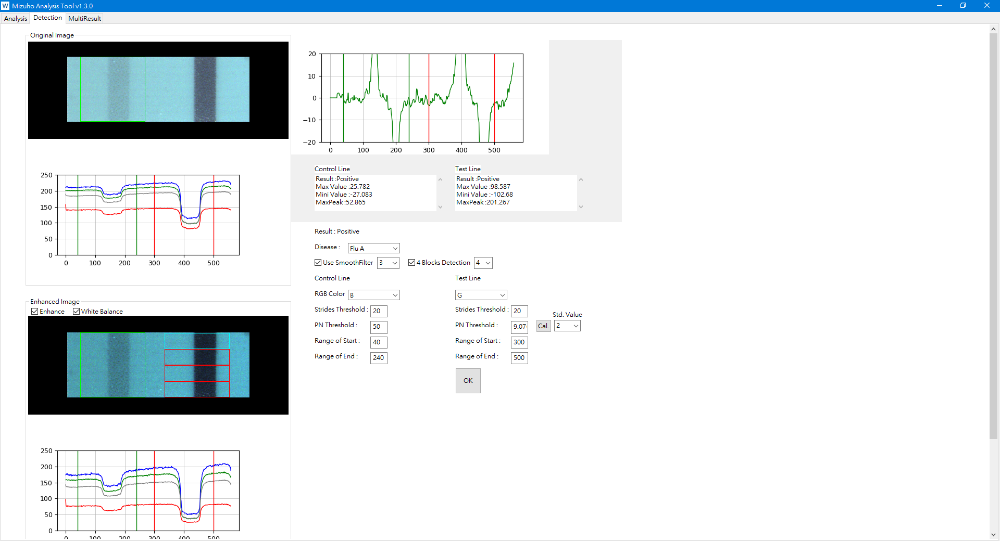 W Mizuho Analysis Tool v1.3.0
Analysis Detection MultiResult
Original Image
250
200
150
100
50
0
0 100 200 300 400 500
Enhanced Image
Enhance White Balance
250
200
150
100
50
0
0 100 200 300 400 500
20
10
0
−10
−20
0 100 200 300 400 500
Control Line
Result :Positive
Max Value :25.782
Mini Value :-27.083
MaxPeak :52.865
Test Line
Result :Positive
Max Value :98.587
Mini Value :-102.68
MaxPeak :201.267
Result : Positive
Disease : Flu A
Use SmoothFilter 3 4 Blocks Detection 4
Control Line
RGB Color B
Strides Threshold : 20
PN Threshold : 50
Range of Start : 40
Range of End : 240
Test Line
G
Strides Threshold : 20
PN Threshold : 9.07
Range of Start : 300
Range of End : 500
Std. Value
Cal. 2
OK